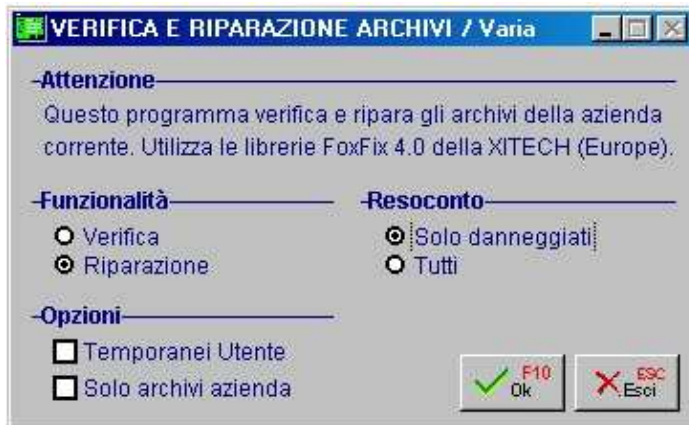 VERIFICA E RIPARAZIONE ARCHIVI / Varia
Attenzione
Questo programma verifica e ripara gli archivi della azienda
corrente. Utilizza le librerie FoxFix 4.0 della XITECH (Europe).
Funzionalità
Verifica
Riparazione
Resoconto
Solo danneggiati
Tutti
Opzioni
Temporanei Utente
Solo archivi azienda
F10
Ok
ESC
Esci